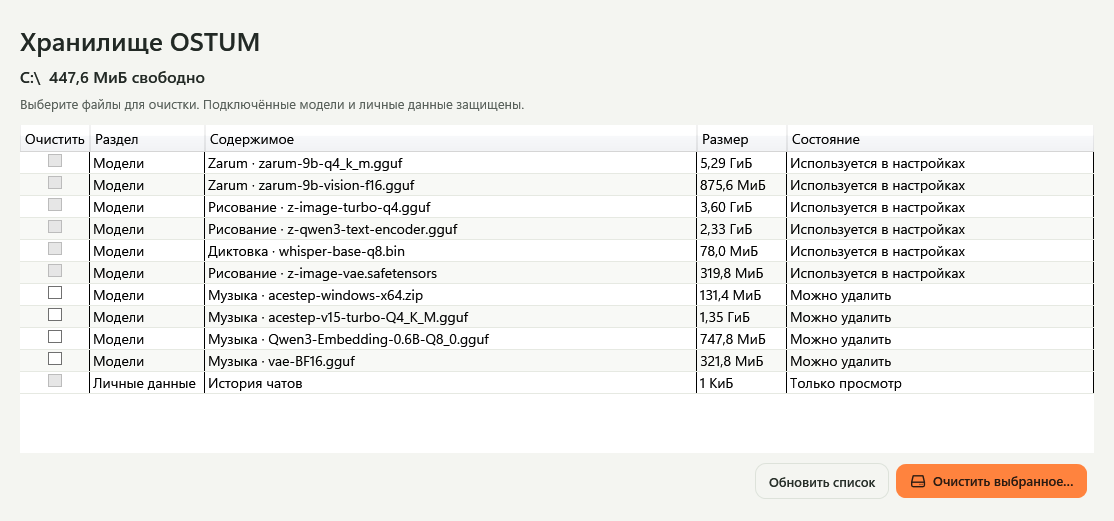 Хранилище OSTUM
C:\ 447,6 МиБ свободно
Выберите файлы для очистки. Подключённые модели и личные данные защищены.
Очистить Раздел Содержимое Размер Состояние
Модели Zarum · zarum-9b-q4_k_m.gguf 5,29 ГиБ Используется в настройках
Модели Zarum · zarum-9b-vision-f16.gguf 875,6 МиБ Используется в настройках
Модели Рисование · z-image-turbo-q4.gguf 3,60 ГиБ Используется в настройках
Модели Рисование · z-qwen3-text-encoder.gguf 2,33 ГиБ Используется в настройках
Модели Диктовка · whisper-base-q8.bin 78,0 МиБ Используется в настройках
Модели Рисование · z-image-vae.safetensors 319,8 МиБ Используется в настройках
Модели Музыка · acestep-windows-x64.zip 131,4 МиБ Можно удалить
Модели Музыка · acestep-v15-turbo-Q4_K_M.gguf 1,35 ГиБ Можно удалить
Модели Музыка · Qwen3-Embedding-0.6B-Q8_0.gguf 747,8 МиБ Можно удалить
Модели Музыка · vae-BF16.gguf 321,8 МиБ Можно удалить
Личные данные История чатов 1 КиБ Только просмотр
Обновить список Очистить выбранное...